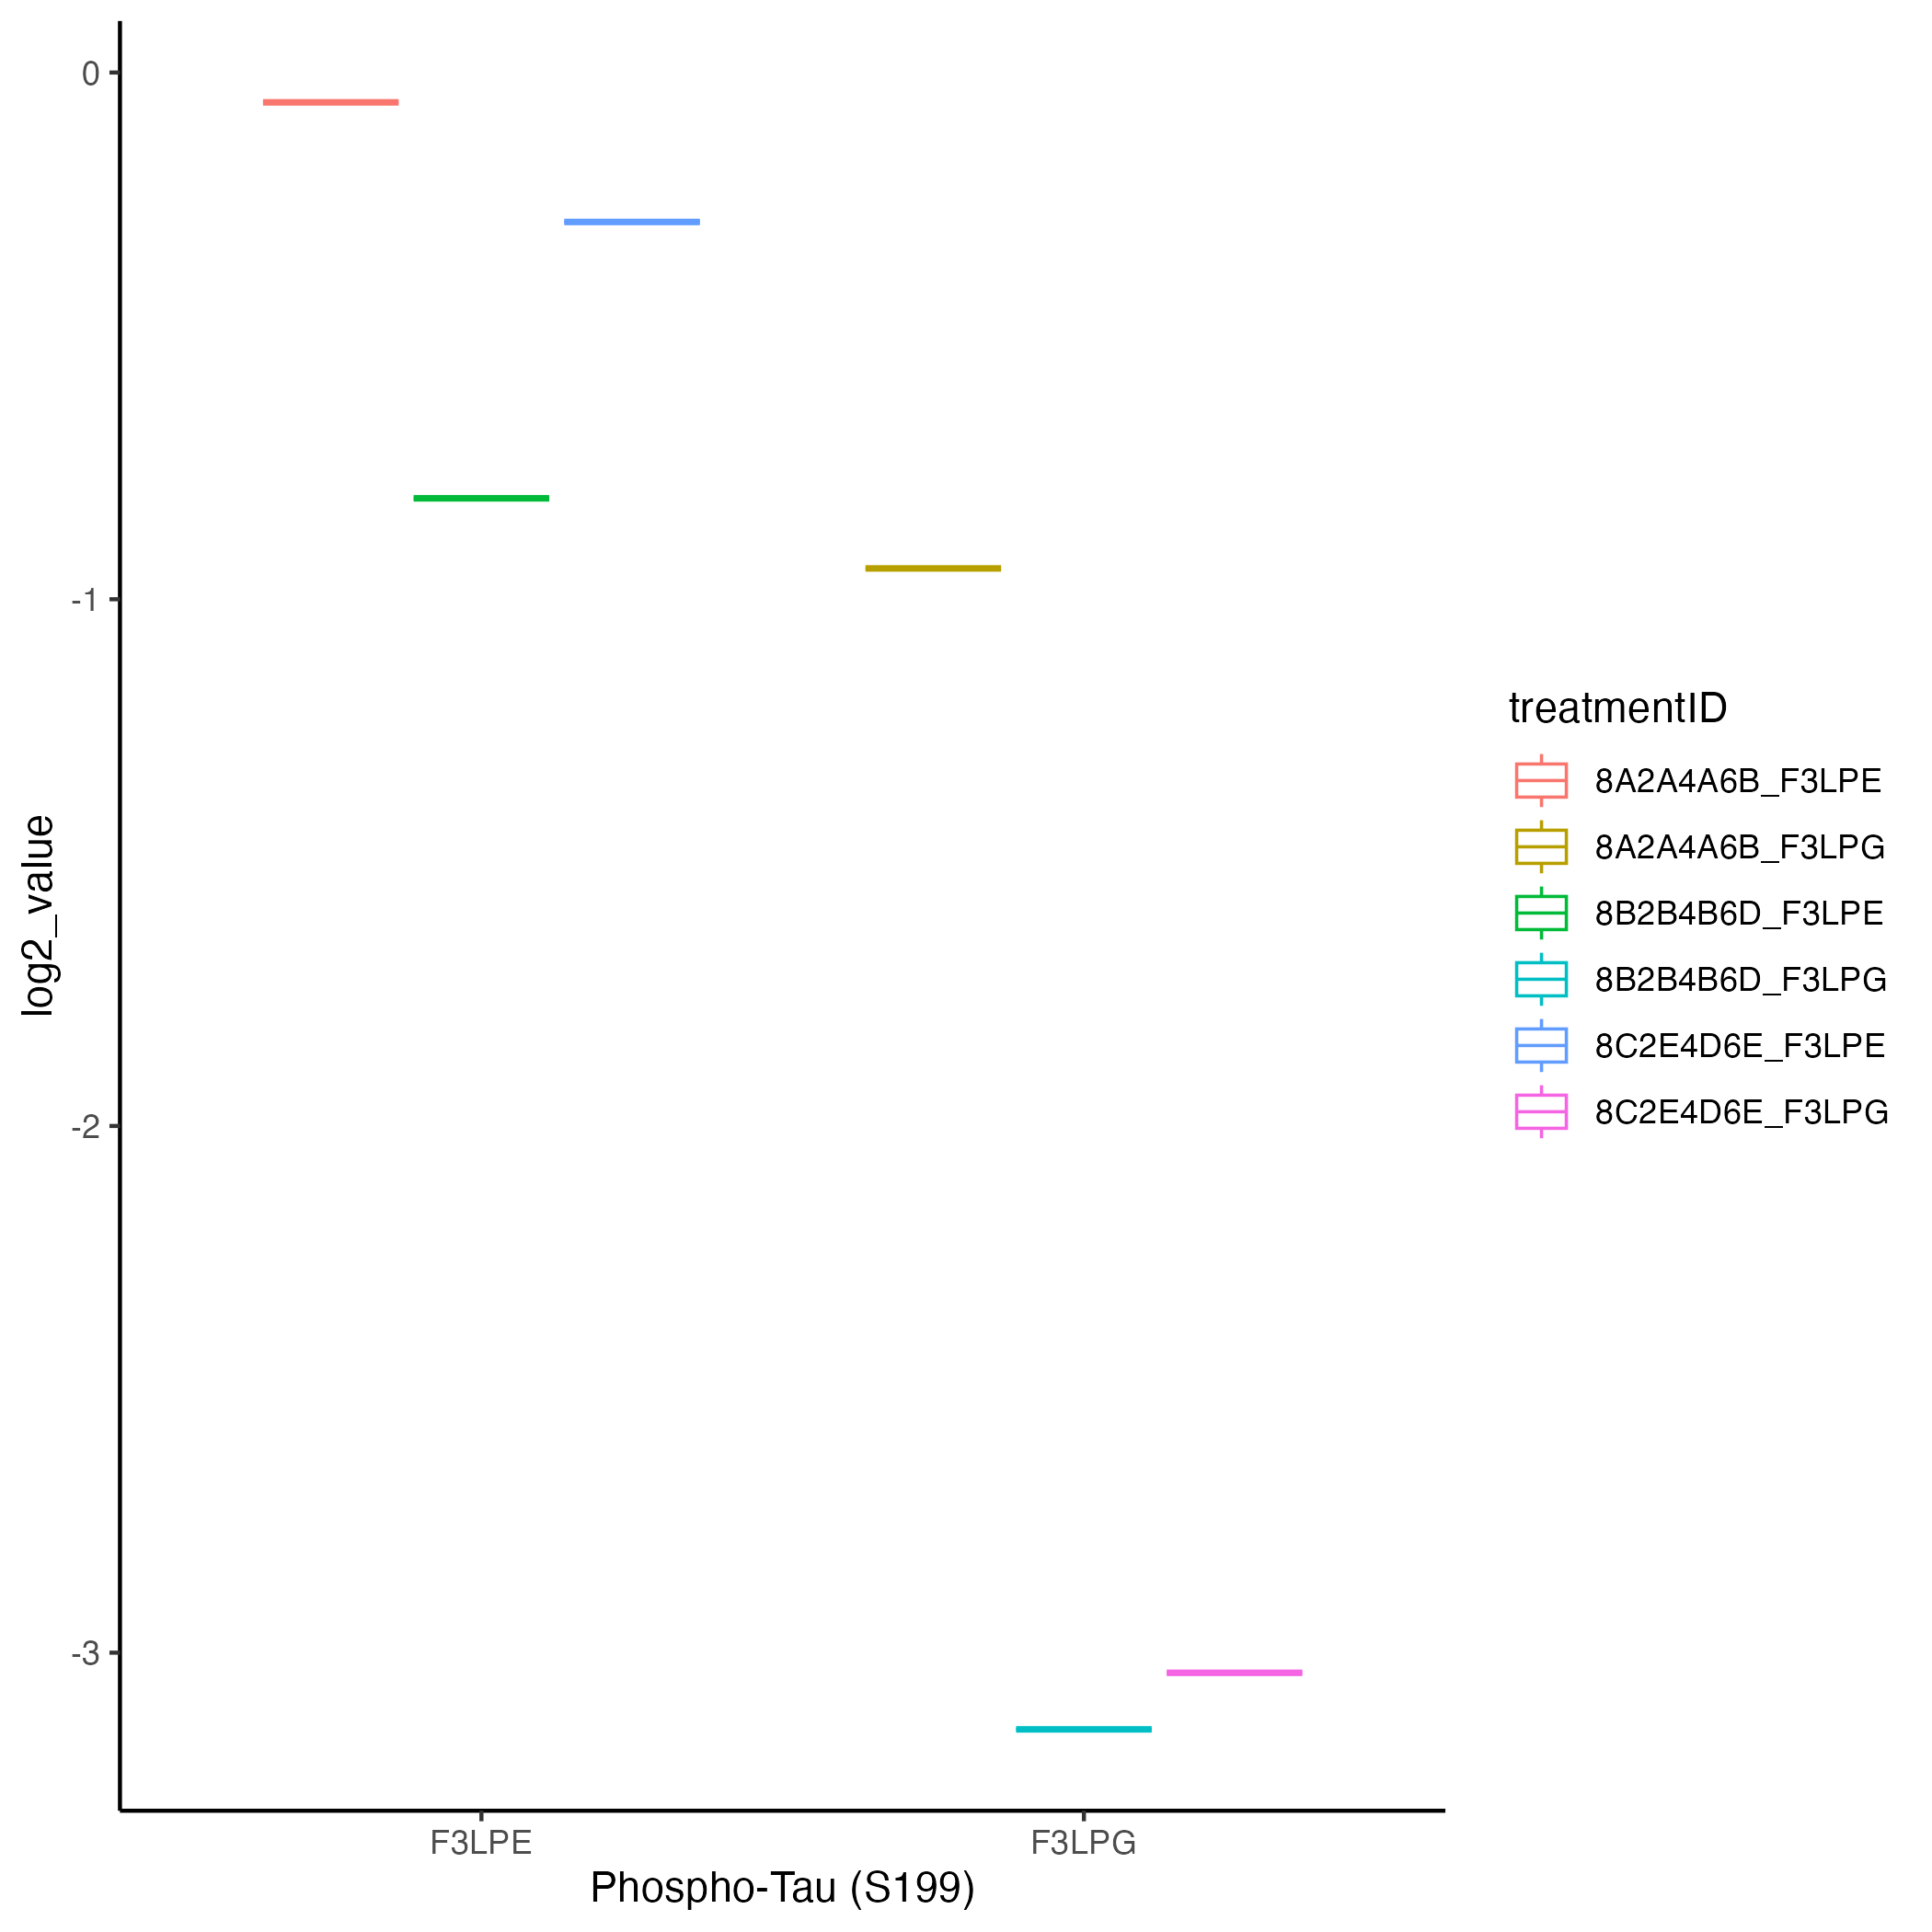 0
-1
-2
-3
log2_value
F3LPE
F3LPG
Phospho-Tau (S199)
treatmentID
8A2A4A6B_F3LPE
8A2A4A6B_F3LPG
8B2B4B6D_F3LPE
8B2B4B6D_F3LPG
8C2E4D6E_F3LPE
8C2E4D6E_F3LPG